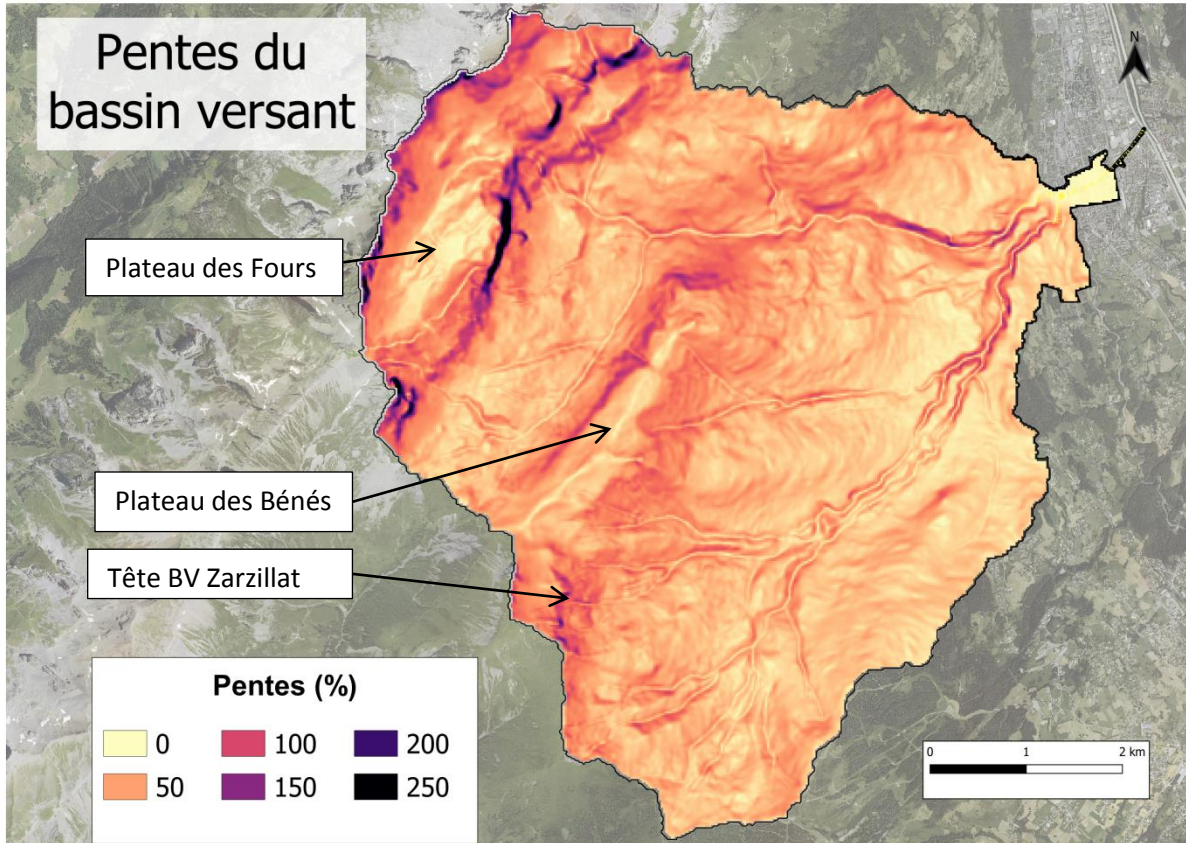 Pentes du
bassin versant
N
Plateau des Fours
Plateau des Bénés
Tête BV Zarzillat
Pentes (%)
0 100 200
50 150 250
0 1 2 km